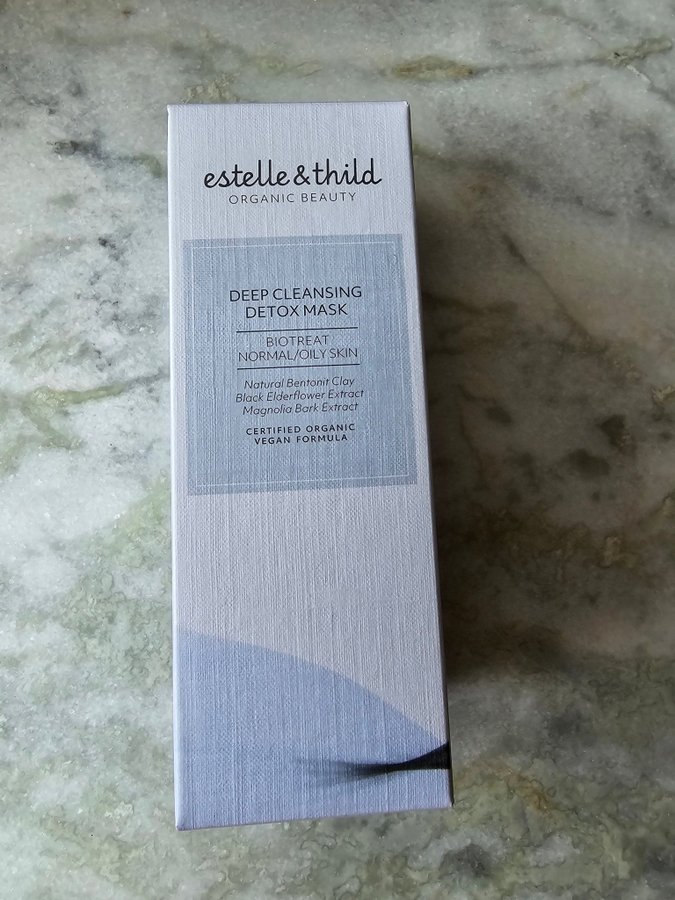 estelle & thild
ORGANIC BEAUTY
DEEP CLEANSING
DETOX MASK
BIOTREAT
NORMAL/OILY SKIN
Natural Bentonit Clay
Black Elderflower Extract
Magnolia Bark Extract
CERTIFIED ORGANIC
VEGAN FORMULA